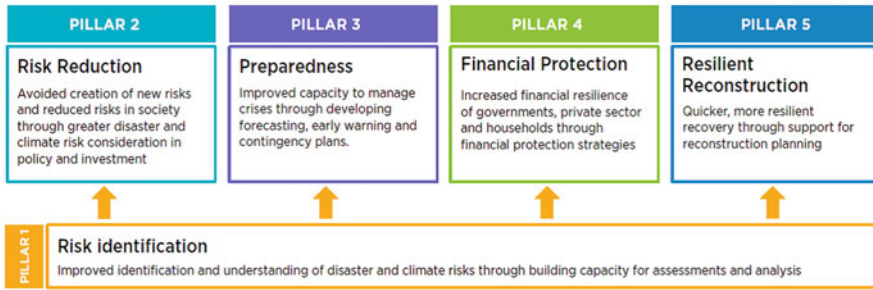 PILLAR 2
Risk Reduction
Avoided creation of new risks
and reduced risks in society
through greater disaster and
climate risk consideration in
policy and investment
PILLAR 3
Preparedness
Improved capacity to manage
crises through developing
forecasting, early warning and
contingency plans.
PILLAR 4
Financial Protection
Increased financial resilience
of governments, private sector
and households through
financial protection strategies
PILLAR 5
Resilient
Reconstruction
Quicker, more resilient
recovery through support for
reconstruction planning
PILLAR 1
Risk identification
Improved identification and understanding of disaster and climate risks through building capacity for assessments and analysis